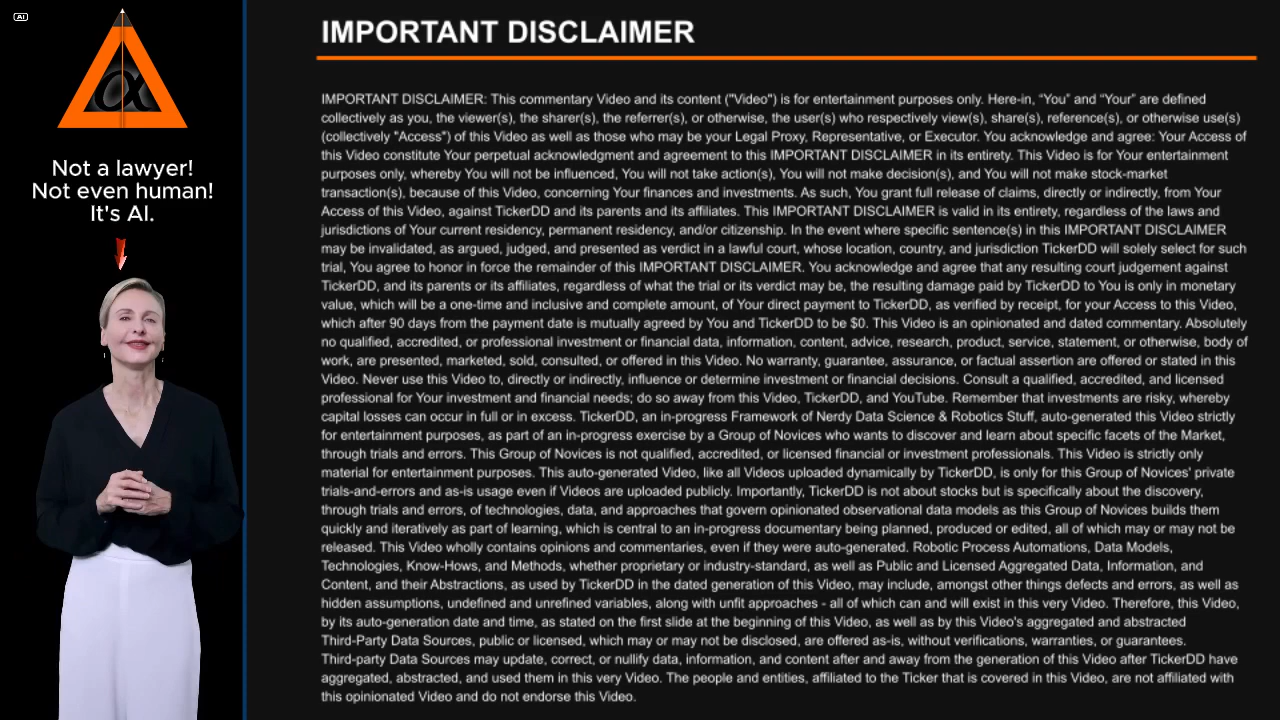 AI
Not a lawyer!
Not even human!
It's AI.
IMPORTANT DISCLAIMER
IMPORTANT DISCLAIMER: This commentary Video and its content ("Video") is for entertainment purposes only. Here-in, “You” and “Your” are defined
collectively as you, the viewer(s), the sharer(s), the referrer(s), or otherwise, the user(s) who respectively view(s), share(s), reference(s), or otherwise use(s)
(collectively "Access") of this Video as well as those who may be your Legal Proxy, Representative, or Executor. You acknowledge and agree: Your Access of
this Video constitute Your perpetual acknowledgment and agreement to this IMPORTANT DISCLAIMER in its entirety. This Video is for Your entertainment
purposes only, whereby You will not be influenced, You will not take action(s), You will not make decision(s), and You will not make stock-market
transaction(s), because of this Video, concerning Your finances and investments. As such, You grant full release of claims, directly or indirectly, from Your
Access of this Video, against TickerDD and its parents and its affiliates. This IMPORTANT DISCLAIMER is valid in its entirety, regardless of the laws and
jurisdictions of Your current residency, permanent residency, and/or citizenship. In the event where specific sentence(s) in this IMPORTANT DISCLAIMER
may be invalidated, as argued, judged, and presented as verdict in a lawful court, whose location, country, and jurisdiction TickerDD will solely select for such
trial, You agree to honor in force the remainder of this IMPORTANT DISCLAIMER. You acknowledge and agree that any resulting court judgement against
TickerDD, and its parents or its affiliates, regardless of what the trial or its verdict may be, the resulting damage paid by TickerDD to You is only in monetary
value, which will be a one-time and inclusive and complete amount, of Your direct payment to TickerDD, as verified by receipt, for your Access to this Video,
which after 90 days from the payment date is mutually agreed by You and TickerDD to be $0. This Video is an opinionated and dated commentary. Absolutely
no qualified, accredited, or professional investment or financial data, information, content, advice, research, product, service, statement, or otherwise, body of
work, are presented, marketed, sold, consulted, or offered in this Video. No warranty, guarantee, assurance, or factual assertion are offered or stated in this
Video. Never use this Video to, directly or indirectly, influence or determine investment or financial decisions. Consult a qualified, accredited, and licensed
professional for Your investment and financial needs; do so away from this Video, TickerDD, and YouTube. Remember that investments are risky, whereby
capital losses can occur in full or in excess. TickerDD, an in-progress Framework of Nerdy Data Science & Robotics Stuff, auto-generated this Video strictly
for entertainment purposes, as part of an in-progress exercise by a Group of Novices who wants to discover and learn about specific facets of the Market,
through trials and errors. This Group of Novices is not qualified, accredited, or licensed financial or investment professionals. This Video is strictly only
material for entertainment purposes. This auto-generated Video, like all Videos uploaded dynamically by TickerDD, is only for this Group of Novices' private
trials-and-errors and as-is usage even if Videos are uploaded publicly. Importantly, TickerDD is not about stocks but is specifically about the discovery,
through trials and errors, of technologies, data, and approaches that govern opinionated observational data models as this Group of Novices builds them
quickly and iteratively as part of learning, which is central to an in-progress documentary being planned, produced or edited, all of which may or may not be
released. This Video wholly contains opinions and commentaries, even if they were auto-generated. Robotic Process Automations, Data Models,
Technologies, Know-Hows, and Methods, whether proprietary or industry-standard, as well as Public and Licensed Aggregated Data, Information, and
Content, and their Abstractions, as used by TickerDD in the dated generation of this Video, may include, amongst other things defects and errors, as well as
hidden assumptions, undefined and unrefined variables, along with unfit approaches - all of which can and will exist in this very Video. Therefore, this Video,
by its auto-generation date and time, as stated on the first slide at the beginning of this Video, as well as by this Video's aggregated and abstracted
Third-Party Data Sources, public or licensed, which may or may not be disclosed, are offered as-is, without verifications, warranties, or guarantees.
Third-party Data Sources may update, correct, or nullify data, information, and content after and away from the generation of this Video after TickerDD have
aggregated, abstracted, and used them in this very Video. The people and entities, affiliated to the Ticker that is covered in this Video, are not affiliated with
this opinionated Video and do not endorse this Video.